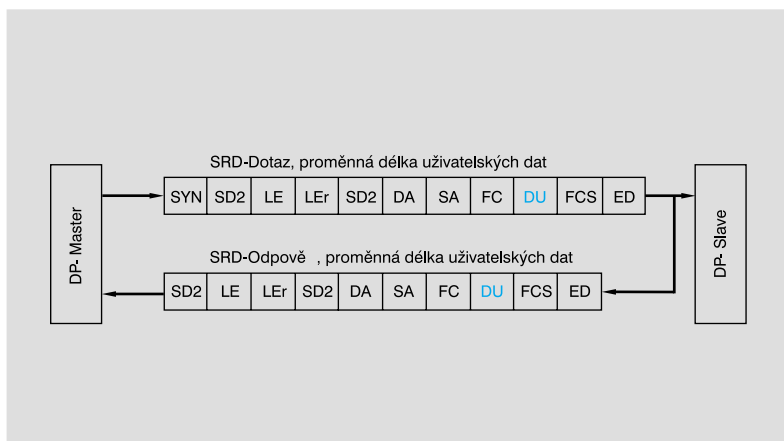 SRD-Dotaz, proměnná délka uživatelských dat
DP- Master
SYN SD2 LE LEr SD2 DA SA FC DU FCS ED
DP- Slave
SRD-Odpově , proměnná délka uživatelských dat
SD2 LE LEr SD2 DA SA FC DU FCS ED